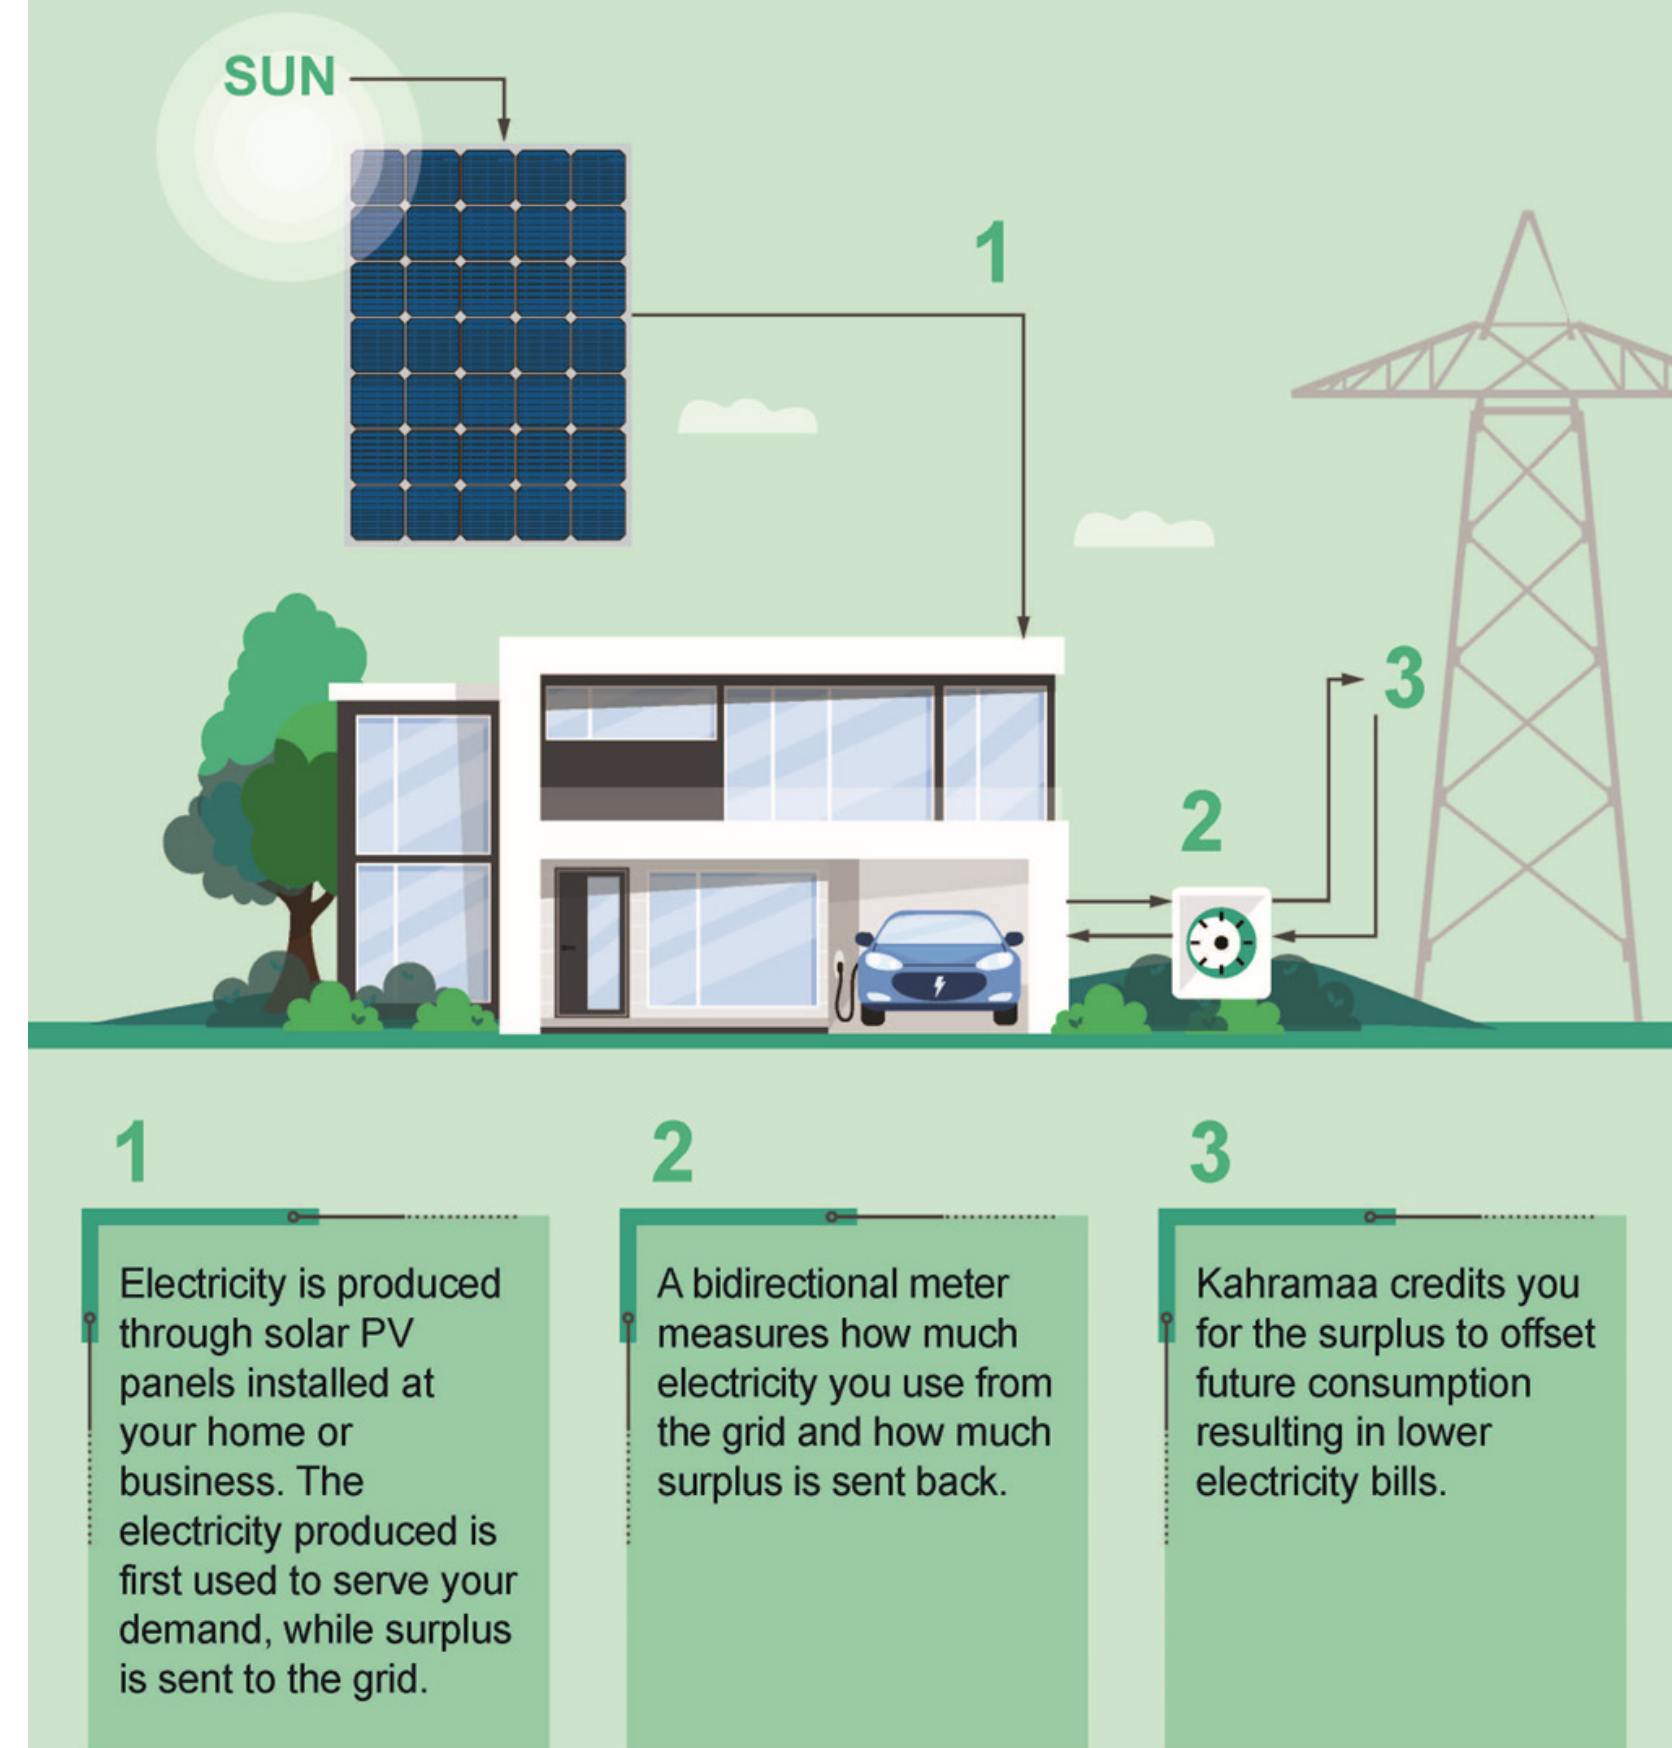 SUN
1
3
2
1
Electricity is produced
through solar PV
panels installed at
your home or
business. The
electricity produced is
first used to serve your
demand, while surplus
is sent to the grid.
2
A bidirectional meter
measures how much
electricity you use from
the grid and how much
surplus is sent back.
3
Kahramaa credits you
for the surplus to offset
future consumption
resulting in lower
electricity bills.